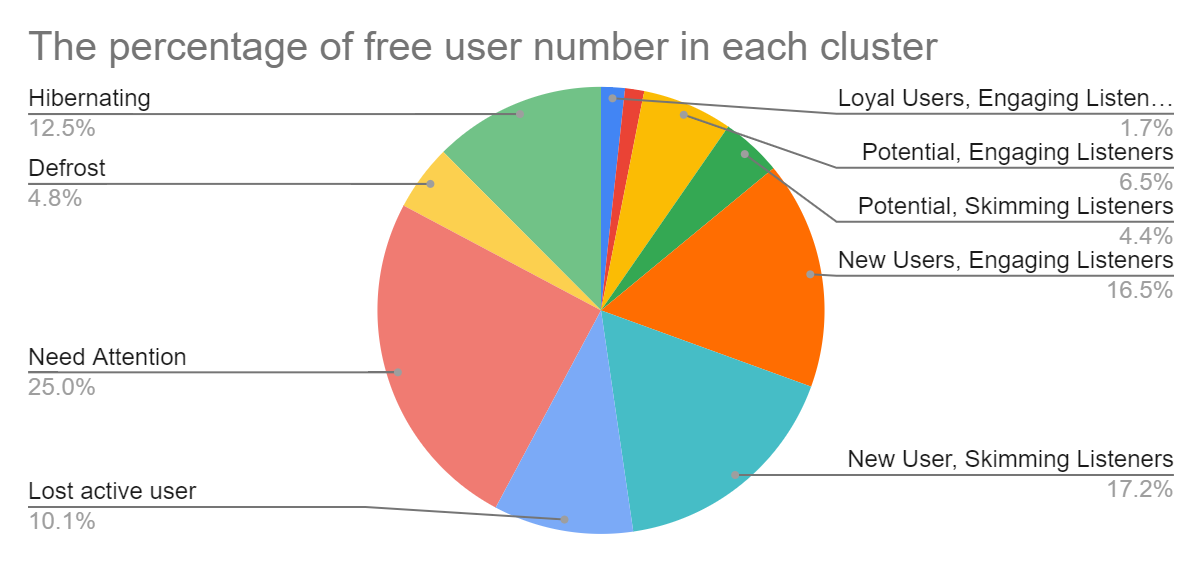 The percentage of free user number in each cluster
Hibernating
12.5%
Defrost
4.8%
Need Attention
25.0%
Lost active user
10.1%
Loyal Users, Engaging Listen…
1.7%
Potential, Engaging Listeners
6.5%
Potential, Skimming Listeners
4.4%
New Users, Engaging Listeners
16.5%
New User, Skimming Listeners
17.2%